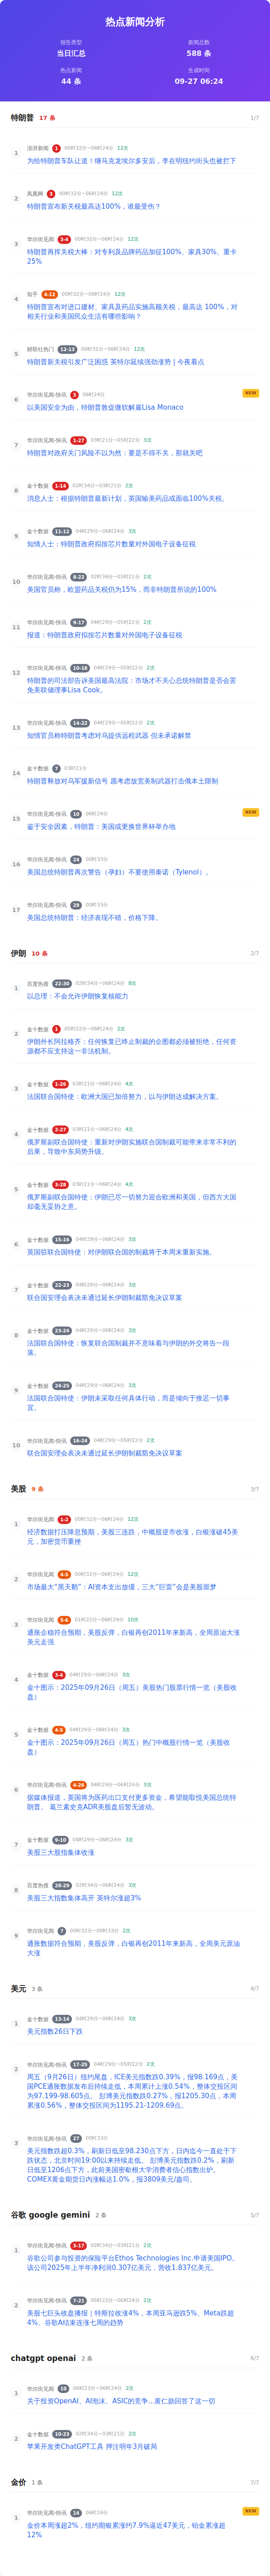 热点新闻分析
报告类型
新闻总数
当日汇总
588 条
热点新闻
生成时间
44 条
09-27 06:24
特朗普 17 条 1/7
1
澎湃新闻 1 00时32分~06时24分 12次
为给特朗普车队让道！继马克龙埃尔多安后，李在明纽约街头也被拦下
2
凤凰网 3 00时32分~06时24分 12次
特朗普宣布新关税最高达100%，谁最受伤？
3
华尔街见闻 3-4 00时32分~06时24分 12次
特朗普再挥关税大棒：对专利及品牌药品加征100%、家具30%、重卡
25%
4
知乎 4-12 00时32分~06时24分 12次
特朗普宣布对进口建材、家具及药品实施高额关税，最高达 100%，对
相关行业和美国民众生活有哪些影响？
5
财联社热门 12-13 00时32分~06时24分 12次
特朗普新关税引发广泛困惑 英特尔延续强劲涨势 | 今夜看点
6
华尔街见闻·快讯 3 06时24分
NEW
以美国安全为由，特朗普敦促微软解雇Lisa Monaco
7
华尔街见闻·快讯 1-27 03时21分~05时22分 3次
特朗普对政府关门风险不以为然：要是不得不关，那就关吧
8
金十数据 1-14 02时34分~03时21分 2次
消息人士：根据特朗普最新计划，英国输美药品或面临100%关税。
9
金十数据 11-12 04时29分~06时24分 3次
知情人士：特朗普政府拟按芯片数量对外国电子设备征税
10
华尔街见闻·快讯 8-22 02时34分~03时21分 2次
美国官员称，欧盟药品关税仍为15%，而非特朗普所说的100%
11
华尔街见闻·快讯 9-17 04时29分~05时22分 2次
报道：特朗普政府拟按芯片数量对外国电子设备征税
12
华尔街见闻·快讯 10-18 04时29分~05时22分 2次
特朗普的司法部告诉美国最高法院：市场才不关心总统特朗普是否会罢
免美联储理事Lisa Cook。
13
华尔街见闻·快讯 14-22 04时29分~05时22分 2次
知情官员称特朗普考虑对乌提供远程武器 但未承诺解禁
14
金十数据 7 03时21分
特朗普释放对乌军援新信号 愿考虑放宽美制武器打击俄本土限制
15
华尔街见闻·快讯 10 06时24分
NEW
鉴于安全因素，特朗普：美国或更换世界杯举办地
16
华尔街见闻·快讯 24 00时33分
美国总统特朗普再次警告（孕妇）不要使用泰诺（Tylenol）。
17
华尔街见闻·快讯 29 00时33分
美国总统特朗普：经济表现不错，价格下降。
伊朗 10 条 2/7
1
百度热搜 22-30 02时34分~06时24分 8次
以总理：不会允许伊朗恢复核能力
2
金十数据 1 05时22分~06时24分 2次
伊朗外长阿拉格齐：任何恢复已终止制裁的企图都必须被拒绝，任何资
源都不应支持这一非法机制。
3
金十数据 1-26 03时21分~06时24分 4次
法国联合国特使：欧洲大国已加倍努力，以与伊朗达成解决方案。
4
金十数据 2-27 03时21分~06时24分 4次
俄罗斯副联合国特使：重新对伊朗实施联合国制裁可能带来非常不利的
后果，导致中东局势升级。
5
金十数据 3-28 03时21分~06时24分 4次
俄罗斯副联合国特使：伊朗已尽一切努力迎合欧洲和美国，但西方大国
却毫无妥协之意。
6
金十数据 15-16 04时29分~06时24分 3次
英国驻联合国特使：对伊朗联合国的制裁将于本周末重新实施。
7
金十数据 22-23 04时29分~06时24分 3次
联合国安理会表决未通过延长伊朗制裁豁免决议草案
8
金十数据 23-24 04时29分~06时24分 3次
法国联合国特使：恢复联合国制裁并不意味着与伊朗的外交将告一段
落。
9
金十数据 24-25 04时29分~06时24分 3次
法国联合国特使：伊朗未采取任何具体行动，而是倾向于推迟一切事
宜。
10
华尔街见闻·快讯 16-24 04时29分~05时22分 2次
联合国安理会表决未通过延长伊朗制裁豁免决议草案
美股 9 条 3/7
1
华尔街见闻 1-2 00时32分~06时24分 12次
经济数据打压降息预期，美股三连跌，中概股逆市收涨，白银涨破45美
元，加密货币重挫
2
华尔街见闻 4-5 00时32分~06时24分 12次
市场最大“黑天鹅”：AI资本支出放缓，三大“巨雷”会是美股噩梦
3
华尔街见闻 5-6 01时22分~06时24分 10次
通胀企稳符合预期，美股反弹，白银再创2011年来新高，全周原油大涨
美元走强
4
金十数据 3-4 04时29分~06时24分 3次
金十图示：2025年09月26日（周五）美股热门股票行情一览（美股收
盘）
5
金十数据 4-5 04时29分~06时24分 3次
金十图示：2025年09月26日（周五）热门中概股行情一览（美股收
盘）
6
华尔街见闻·快讯 4-26 04时29分~06时24分 3次
据媒体报道，英国将为医药出口支付更多资金，希望能取悦美国总统特
朗普。 葛兰素史克ADR美股盘后暂无波动。
7
金十数据 9-10 04时29分~06时24分 3次
美股三大股指集体收涨
8
百度热搜 28-29 02时34分~06时24分 3次
美股三大指数集体高开 英特尔涨超3%
9
华尔街见闻 7 00时32分~00时33分 2次
通胀数据符合预期，美股反弹，白银再创2011年来新高，全周美元原油
大涨
美元 3 条 4/7
1
金十数据 13-14 04时29分~06时24分 3次
美元指数26日下跌
2
华尔街见闻·快讯 17-25 04时29分~05时22分 2次
周五（9月26日）纽约尾盘，ICE美元指数跌0.39%，报98.169点，美
国PCE通胀数据发布后持续走低，本周累计上涨0.54%，整体交投区间
为97.199-98.605点。 彭博美元指数跌0.27%，报1205.30点，本周
累涨0.56%，整体交投区间为1195.21-1209.69点。
3
华尔街见闻·快讯 27 00时33分
美元指数跌超0.3%，刷新日低至98.230点下方，日内迄今一直处于下
跌状态，北京时间19:00以来持续走低。 彭博美元指数跌0.2%，刷新
日低至1206点下方，此前美国密歇根大学消费者信心指数出炉。
COMEX黄金期货日内涨幅达1.0%，报3809美元/盎司。
谷歌 google gemini 2 条 5/7
1
华尔街见闻·快讯 3-17 02时34分~03时21分 2次
谷歌公司参与投资的保险平台Ethos Technologies Inc.申请美国IPO。
该公司2025年上半年净利润0.307亿美元，营收1.837亿美元。
2
华尔街见闻·快讯 7-21 05时22分~06时24分 2次
美股七巨头收盘播报｜特斯拉收涨4%，本周亚马逊跌5%、Meta跌超
4%、谷歌A结束连涨七周的趋势
chatgpt openai 2 条 6/7
1
华尔街见闻 10 00时23分~06时24分 2次
关于投资OpenAI、AI泡沫、ASIC的竞争...黄仁勋回答了这一切
2
金十数据 10-23 02时34分~03时21分 2次
苹果开发类ChatGPT工具 押注明年3月破局
金价 1 条 7/7
1
华尔街见闻·快讯 14 06时24分
NEW
金价本周涨超2%，纽约期银累涨约7.9%逼近47美元，铂金累涨超
12%